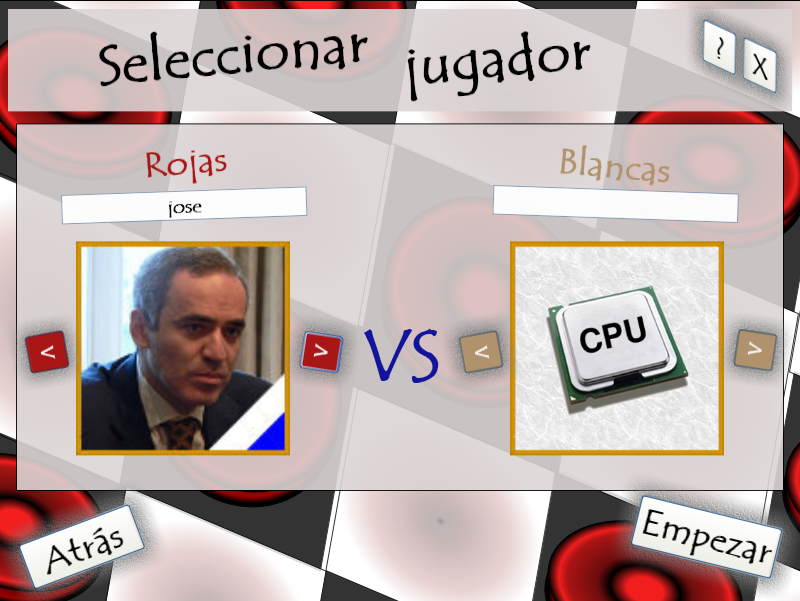 Seleccionar jugador
? X
Rojas
Blancas
jose
< > VS < >
CPU
Atrás
Empezar